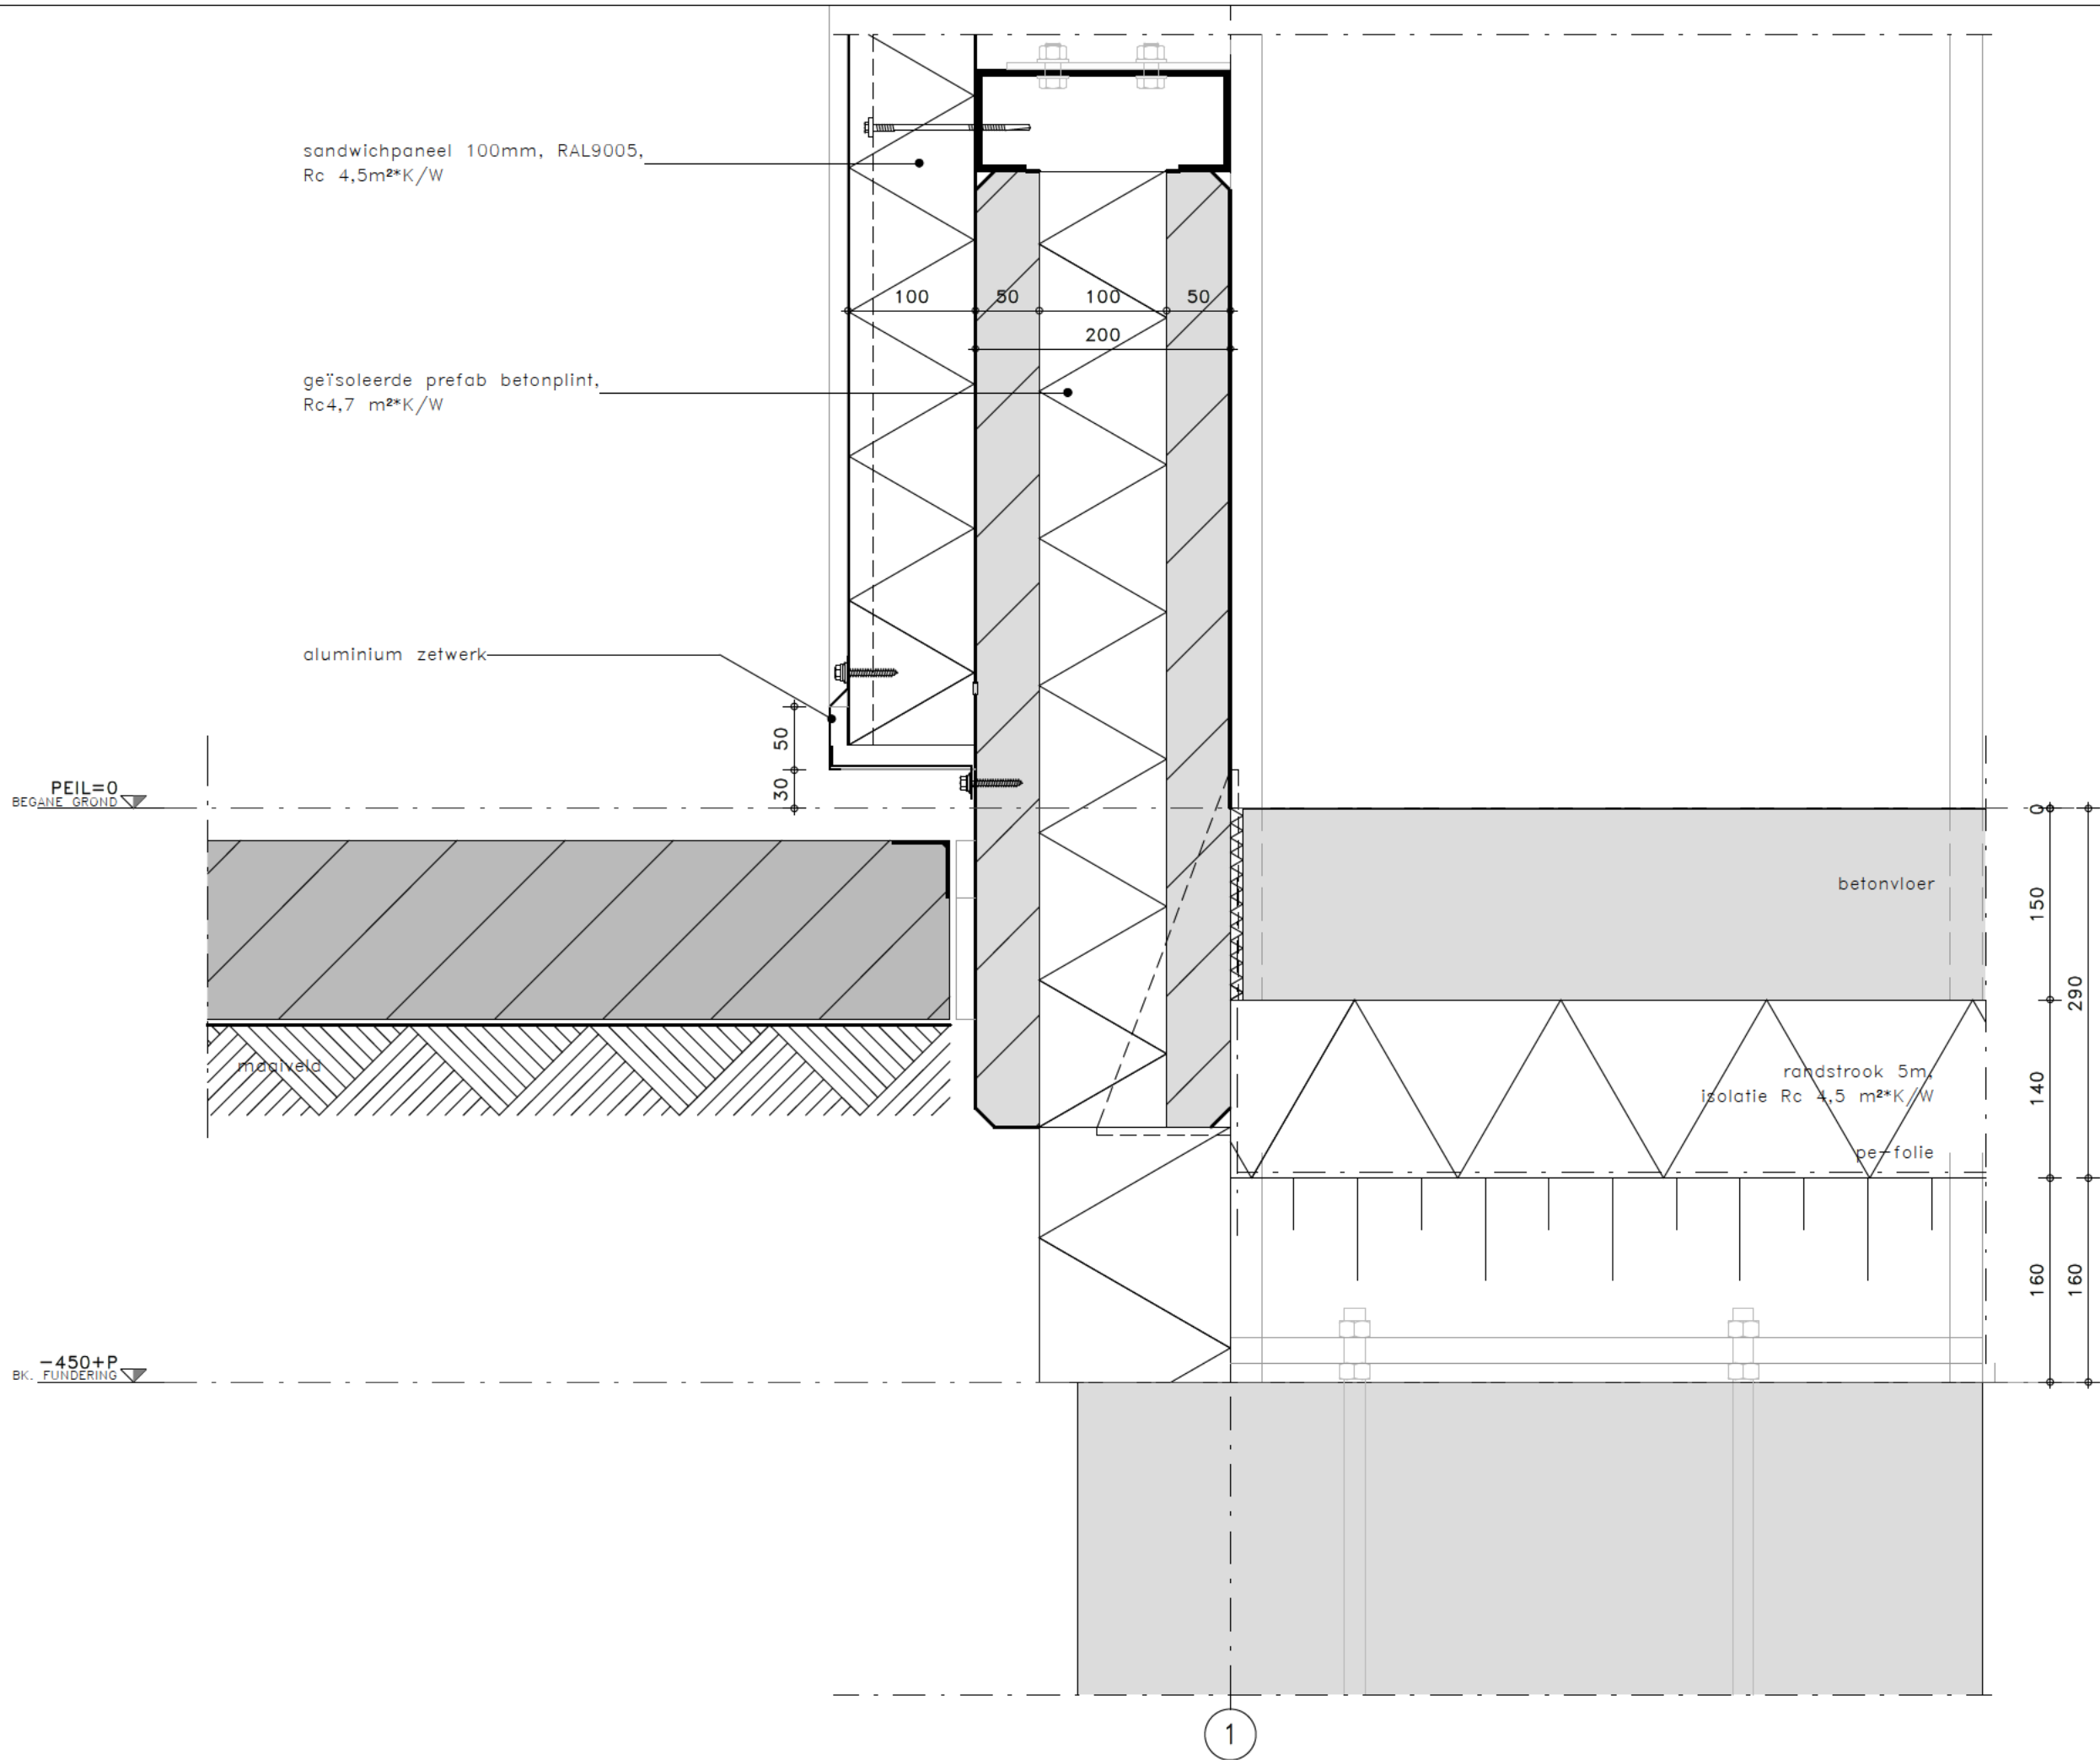 sandwichpaneel 100mm, RAL9005,
Rc 4,5m²*K/W
100
50
100
50
200
geïsoleerde prefab betonplint,
Rc4,7 m²*K/W
aluminium zetwerk
50
30
PEIL=0
BEGANE GROND
0
betonvloer
150
290
maaiveld
randstrook 5m,
isolatie Rc 4,5 m²*K/W
140
pe-folie
160
160
-450+P
BK. FUNDERING
1